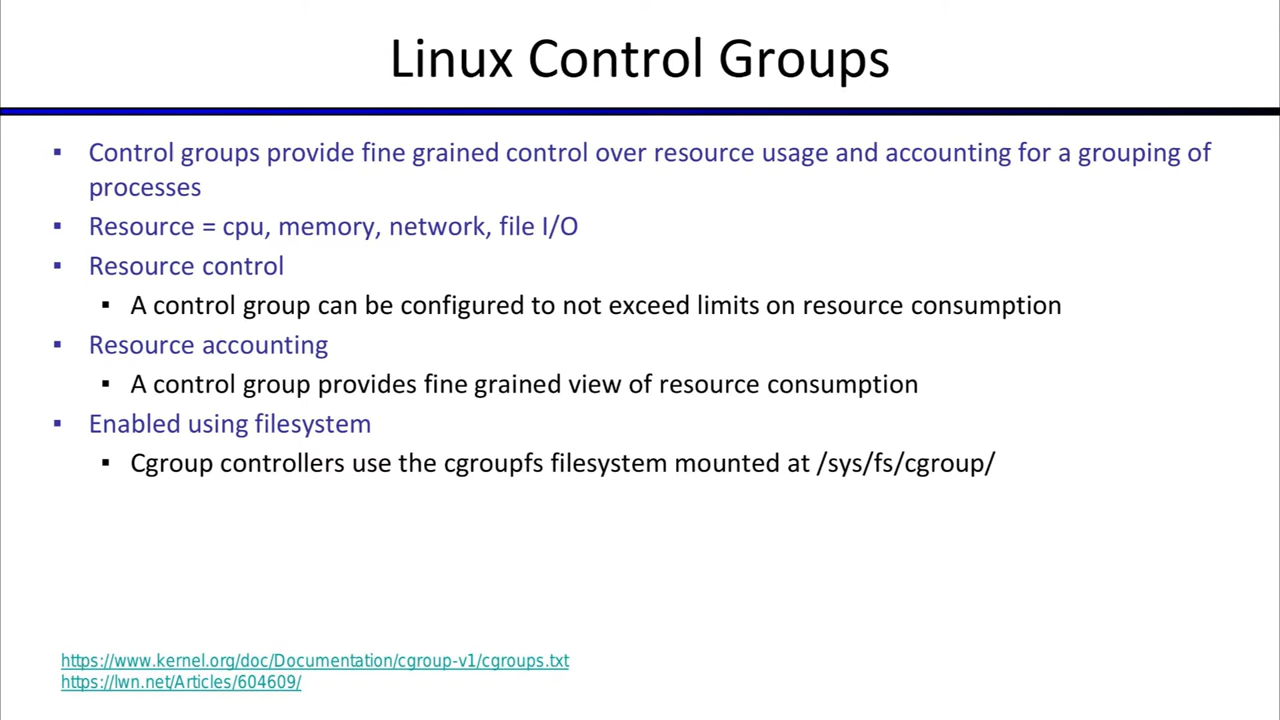 Linux Control Groups
▪ Control groups provide fine grained control over resource usage and accounting for a grouping of
processes
▪ Resource = cpu, memory, network, file I/O
▪ Resource control
▪ A control group can be configured to not exceed limits on resource consumption
▪ Resource accounting
▪ A control group provides fine grained view of resource consumption
▪ Enabled using filesystem
▪ Cgroup controllers use the cgroupfs filesystem mounted at /sys/fs/cgroup/
https://www.kernel.org/doc/Documentation/cgroup-v1/cgroups.txt
https://lwn.net/Articles/604609/